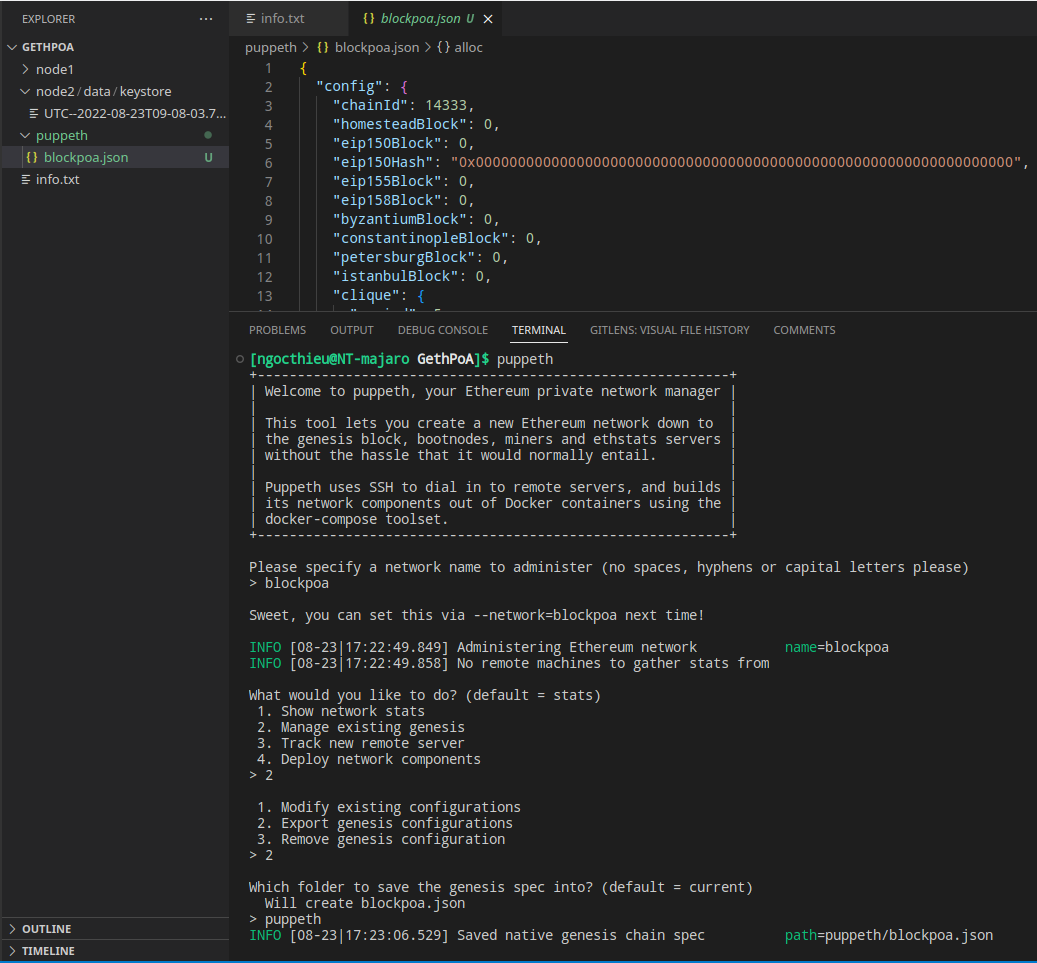 EXPLORER
GETHPOA
node1
node2 / data / keystore
UTC--2022-08-23T09-08-03.7...
puppeth
blockpoa.json U
info.txt
OUTLINE
TIMELINE
info.txt
{} blockpoa.json U
puppeth > {} blockpoa.json > {} alloc
1 {
2 "config": {
3 "chainId": 14333,
4 "homesteadBlock": 0,
5 "eip150Block": 0,
6 "eip150Hash": "0x0000000000000000000000000000000000000000000000000000000000000000",
7 "eip155Block": 0,
8 "eip158Block": 0,
9 "byzantiumBlock": 0,
10 "constantinopleBlock": 0,
11 "petersburgBlock": 0,
12 "istanbulBlock": 0,
13 "clique": {
PROBLEMS OUTPUT DEBUG CONSOLE TERMINAL GITLENS: VISUAL FILE HISTORY COMMENTS
[ngocthieu@NT-majaro GethPoA]$ puppeth
+-----------------------------------------------------------+
| Welcome to puppeth, your Ethereum private network manager |
| |
| This tool lets you create a new Ethereum network down to |
| the genesis block, bootnodes, miners and ethstats servers |
| without the hassle that it would normally entail. |
| |
| Puppeth uses SSH to dial in to remote servers, and builds |
| its network components out of Docker containers using the |
| docker-compose toolset. |
+-----------------------------------------------------------+
Please specify a network name to administer (no spaces, hyphens or capital letters please)
> blockpoa
Sweet, you can set this via --network=blockpoa next time!
INFO [08-23|17:22:49.849] Administering Ethereum network name=blockpoa
INFO [08-23|17:22:49.858] No remote machines to gather stats from
What would you like to do? (default = stats)
1. Show network stats
2. Manage existing genesis
3. Track new remote server
4. Deploy network components
> 2
1. Modify existing configurations
2. Export genesis configurations
3. Remove genesis configuration
> 2
Which folder to save the genesis spec into? (default = current)
Will create blockpoa.json
> puppeth
INFO [08-23|17:23:06.529] Saved native genesis chain spec path=puppeth/blockpoa.json